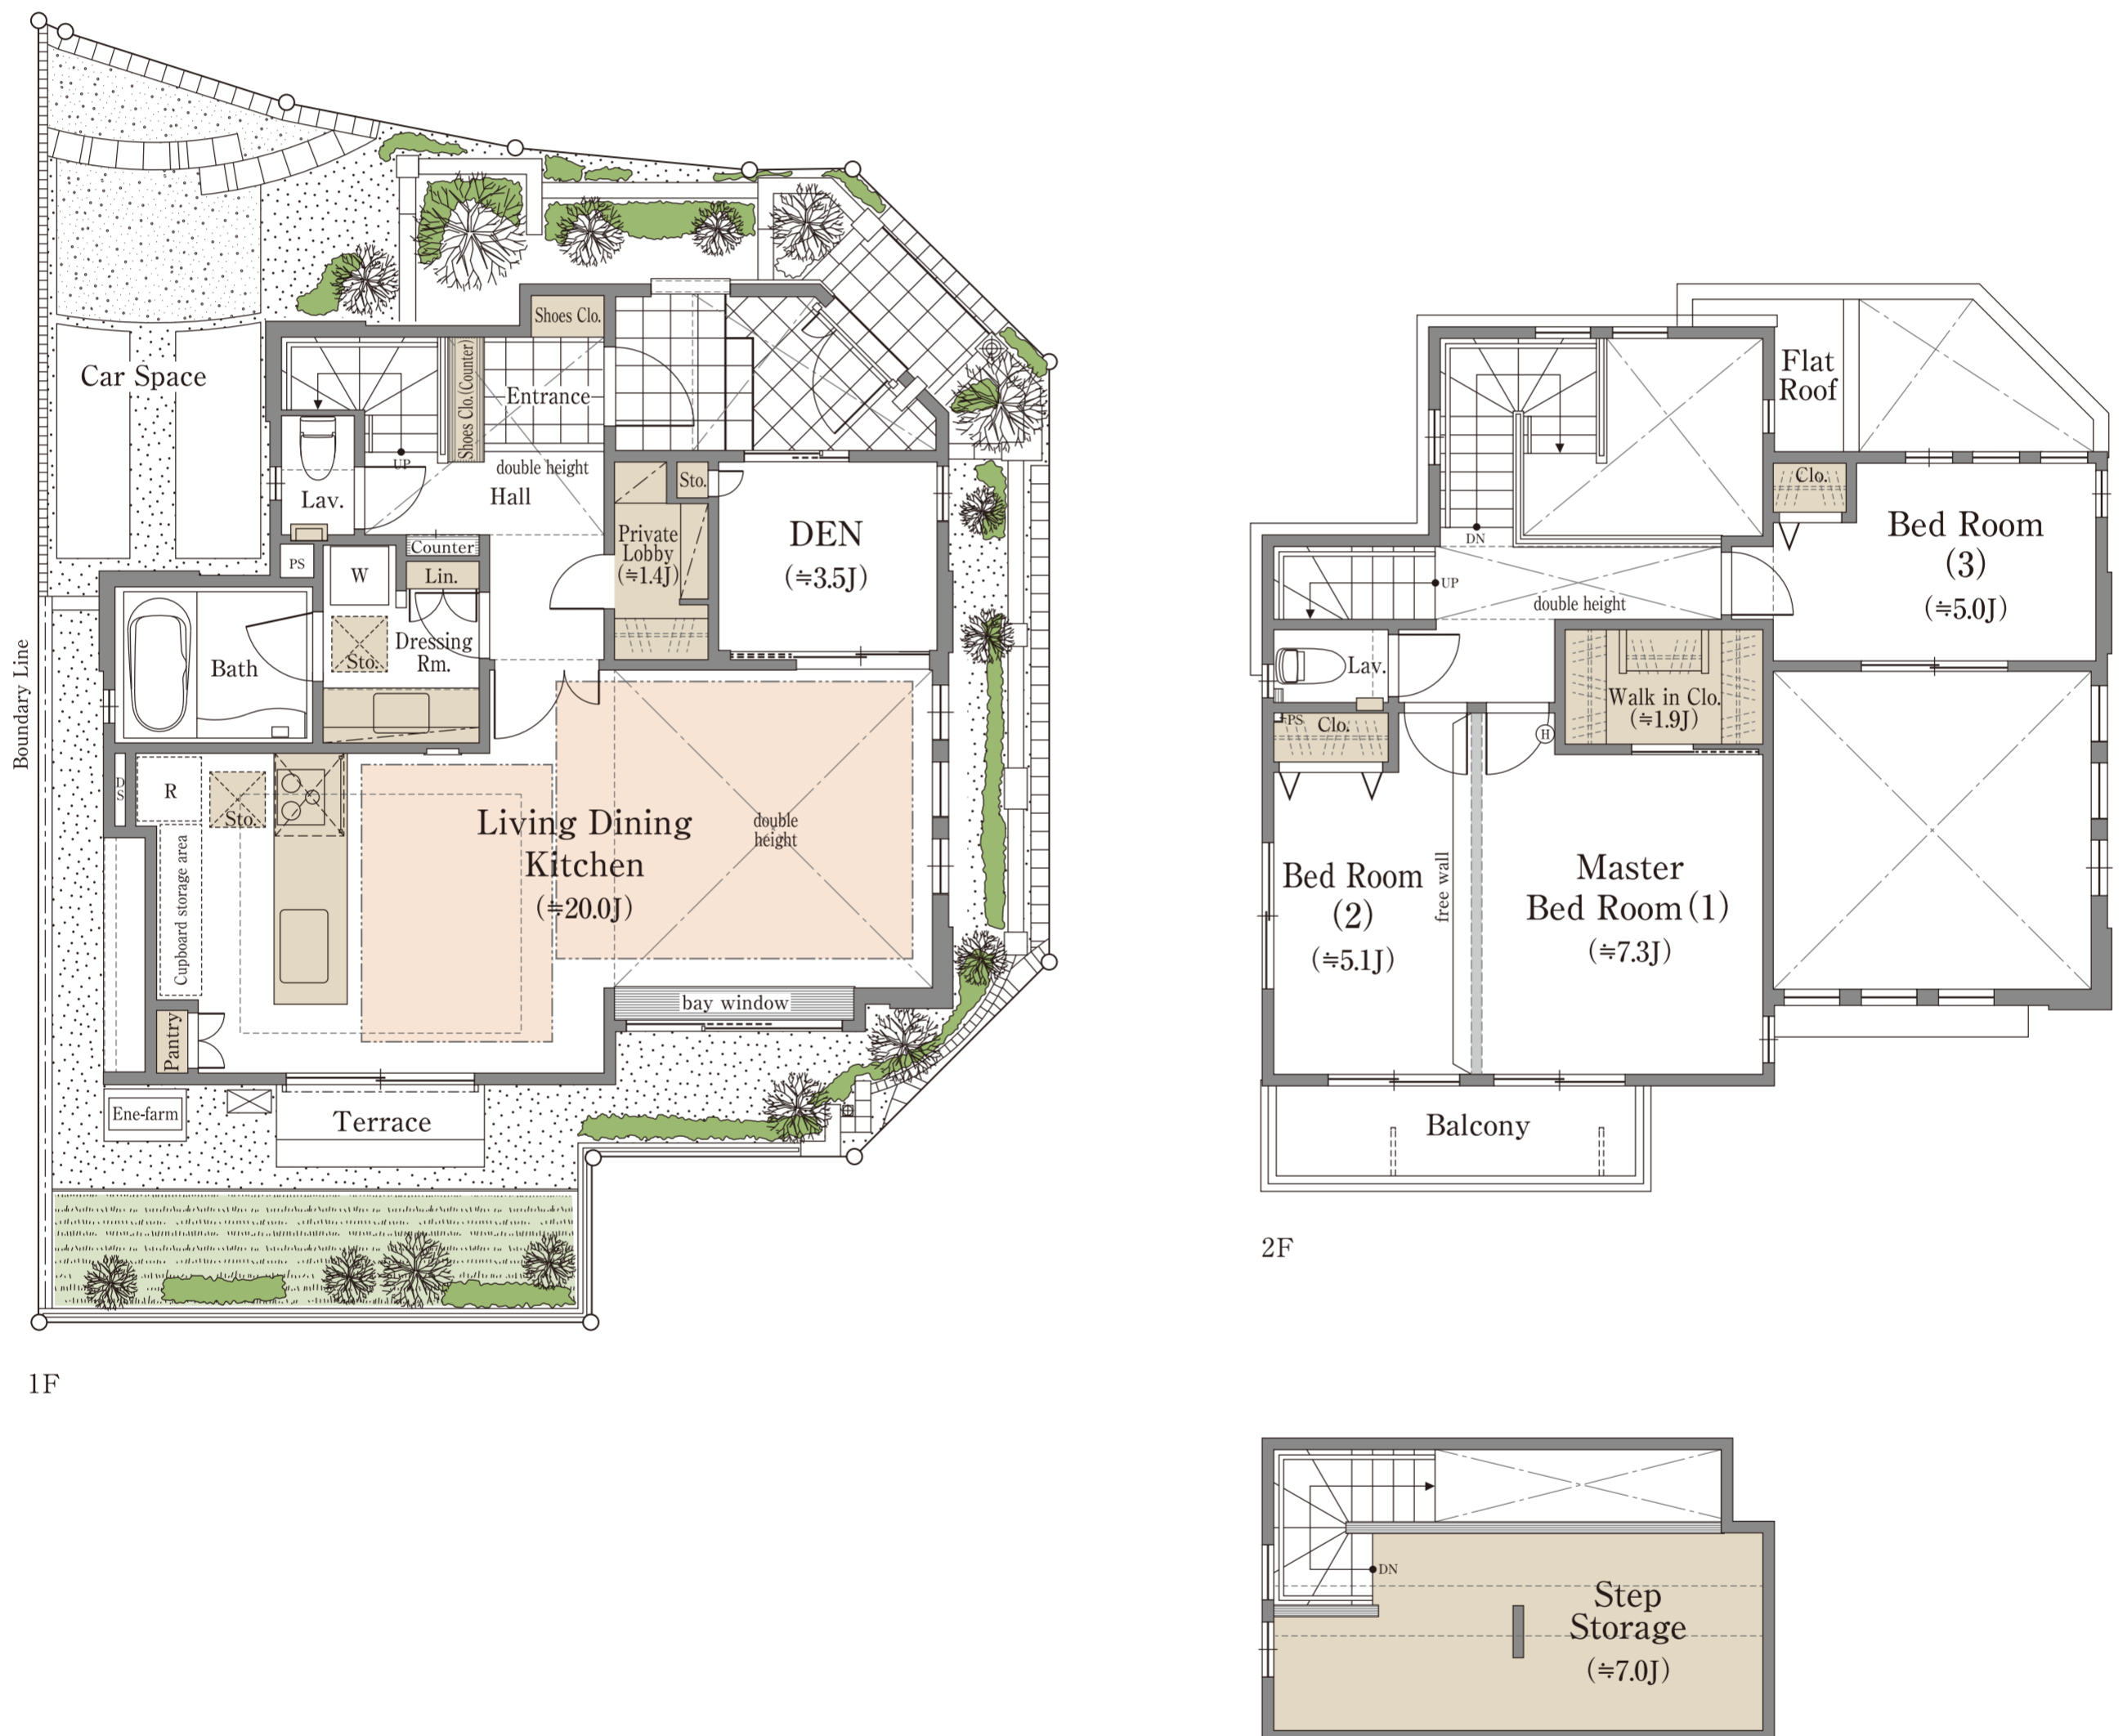 Boundary Line
Car Space
Shoes Clo.
Shoes Clo.(Counter)
Entrance
double height
Hall
UP
Lav.
PS
W
Counter
Lin.
Sto.
Dressing
Rm.
Bath
Private
Lobby
(≒1.4J)
Sto.
DEN
(≒3.5J)
DS
R
Sto.
Cupboard storage area
Pantry
Living Dining
Kitchen
(≒20.0J)
double
height
bay window
Ene-farm
Terrace
1F
Flat
Roof
Clo.
Bed Room
(3)
(≒5.0J)
DN
UP
double height
Lav.
PS
Clo.
Walk in Clo.
(≒1.9J)
H
Bed Room
(2)
(≒5.1J)
free wall
Master
Bed Room(1)
(≒7.3J)
Balcony
2F
DN
Step
Storage
(≒7.0J)